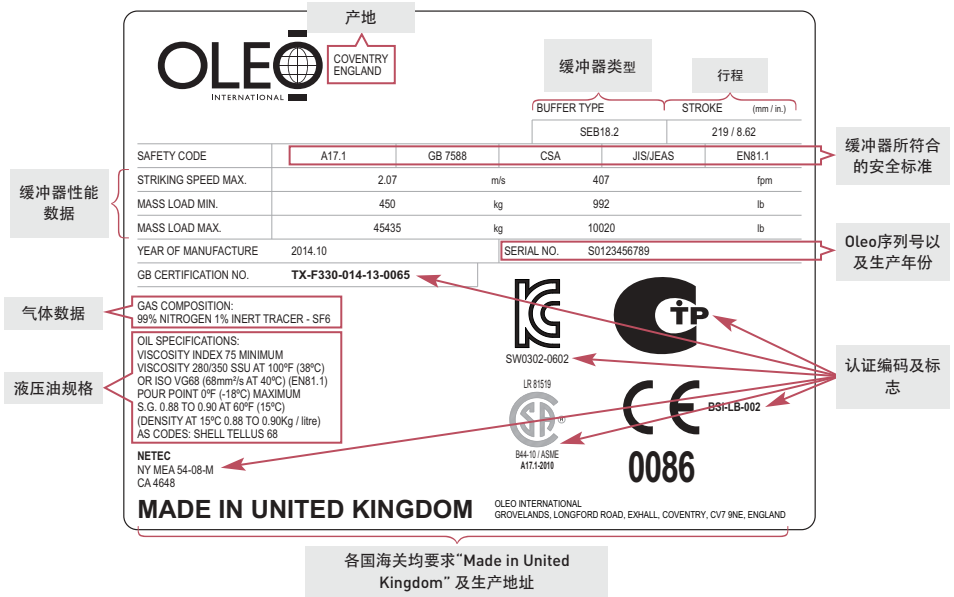 产地
OLEO
INTERNATIONAL
COVENTRY
ENGLAND
缓冲器类型
行程
BUFFER TYPE STROKE (mm / in.)
SEB18.2 219 / 8.62
SAFETY CODE A17.1 GB 7588 CSA JIS/JEAS EN81.1
缓冲器所符合
的安全标准
缓冲器性能
数据
STRIKING SPEED MAX. 2.07 m/s 407 fpm
MASS LOAD MIN. 450 kg 992 lb
MASS LOAD MAX. 45435 kg 10020 lb
YEAR OF MANUFACTURE 2014.10 SERIAL NO. S0123456789
Oleo序列号以
及生产年份
GB CERTIFICATION NO. TX-F330-014-13-0065
气体数据
GAS COMPOSITION:
99% NITROGEN 1% INERT TRACER - SF6
液压油规格
OIL SPECIFICATIONS:
VISCOSITY INDEX 75 MINIMUM
VISCOSITY 280/350 SSU AT 100ºF (38ºC)
OR ISO VG68 (68mm²/s AT 40ºC) (EN81.1)
POUR POINT 0ºF (-18ºC) MAXIMUM
S.G. 0.88 TO 0.90 AT 60ºF (15ºC)
(DENSITY AT 15ºC 0.88 TO 0.90Kg / litre)
AS CODES: SHELL TELLUS 68
KC
SW0302-0602
CTP
认证编码及标
志
LR 81519
CSA ®
B44-10 / ASME
A17.1-2010
CE BSI-LB-002
0086
NETEC
NY MEA 54-08-M
CA 4648
MADE IN UNITED KINGDOM
OLEO INTERNATIONAL
GROVELANDS, LONGFORD ROAD, EXHALL, COVENTRY, CV7 9NE, ENGLAND
各国海关均要求“Made in United
Kingdom” 及生产地址